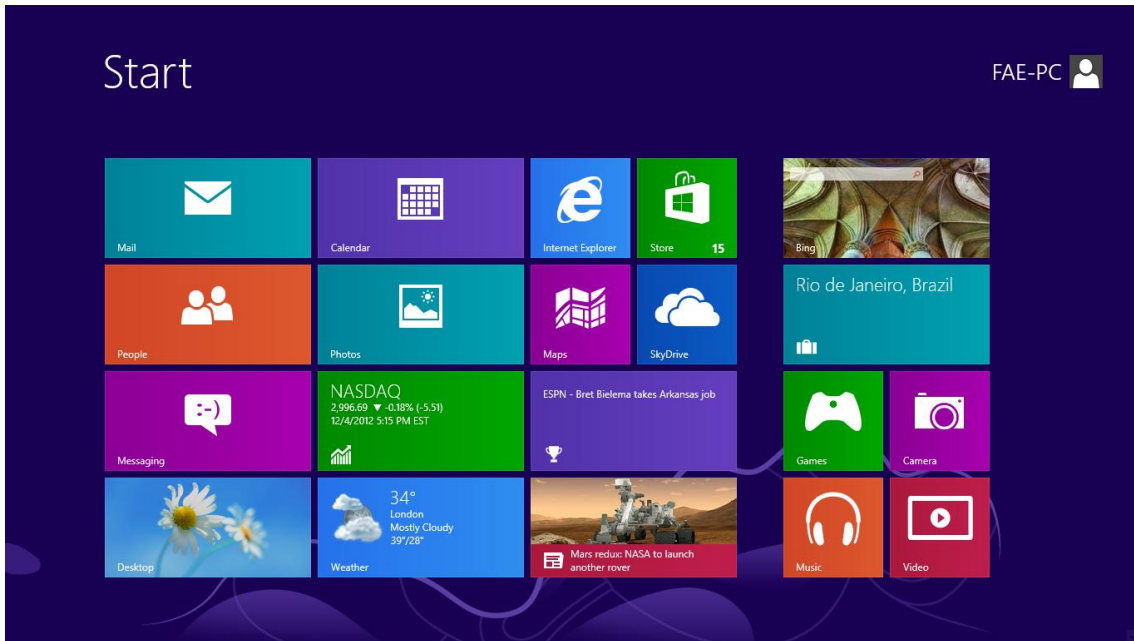 Start
FAE-PC
Mail
Calendar
Internet Explorer
Store
15
Bing
People
Photos
Maps
SkyDrive
Rio de Janeiro, Brazil
Messaging
NASDAQ
2,996.69 ▼ -0.18% (-5.51)
12/4/2012 5:15 PM EST
ESPN - Bret Bielema takes Arkansas job
Games
Camera
Desktop
34°
London
Mostly Cloudy
39°/28°
Weather
Mars redux: NASA to launch
another rover
Music
Video